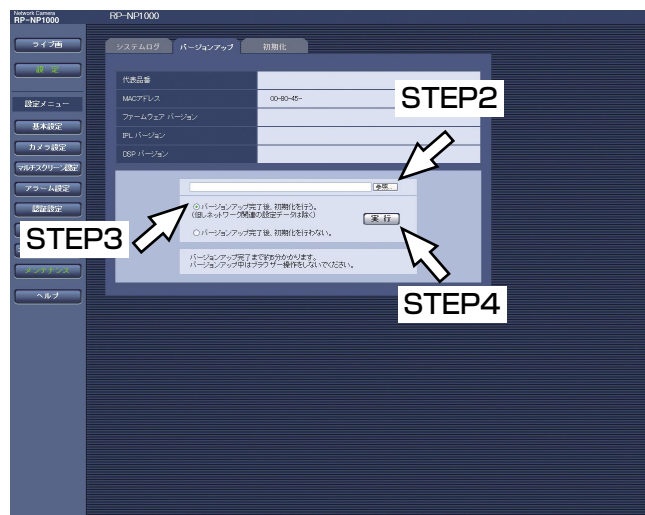 Network Camera
RP-NP1000
RP-NP1000
ライブ画
設 定
設定メニュー
基本設定
カメラ設定
マルチスクリーン設定
アラーム設定
認証設定
メンテナンス
ヘルプ
システムログ
バージョンアップ
初期化
代表品番
MACアドレス
00-80-45-
ファームウェア バージョン
IPL バージョン
DSP バージョン
STEP2
参照...
バージョンアップ完了後、初期化を行う。
(但しネットワーク関連の設定データは除く)
実 行
バージョンアップ完了後、初期化を行わない。
STEP3
バージョンアップ完了まで約5分かかります。
バージョンアップ中はブラウザー操作をしないでください。
STEP4